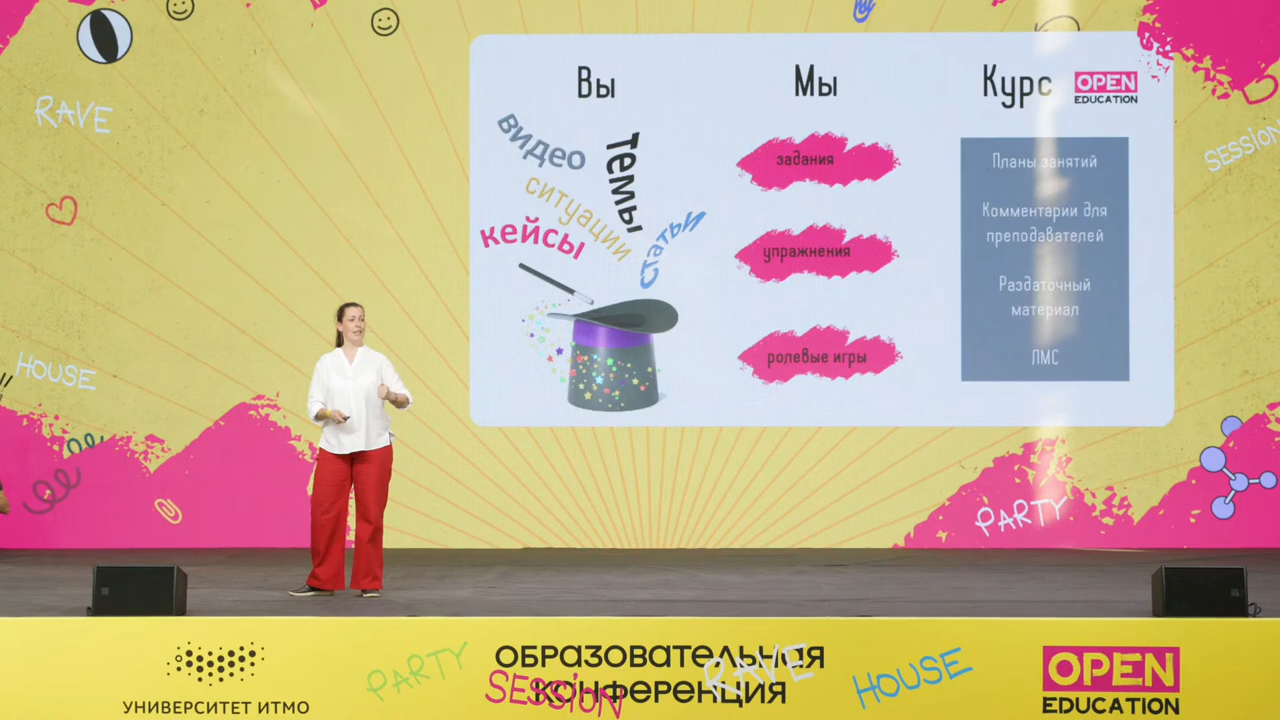 RAVE
HOUSE
Вы
видео
темы
ситуации
кейсы
статьи
Мы
задания
упражнения
ролевые игры
Курс
OPEN
EDUCATION
Планы занятий
Комментарии для
преподавателей
Раздаточный
материал
ЛМС
SESSION
PARTY
УНИВЕРСИТЕТ ИТМО
PARTY
ОБРАЗОВАТЕЛЬНАЯ
КОНФЕРЕНЦИЯ
SESSION
RAVE
HOUSE
OPEN
EDUCATION